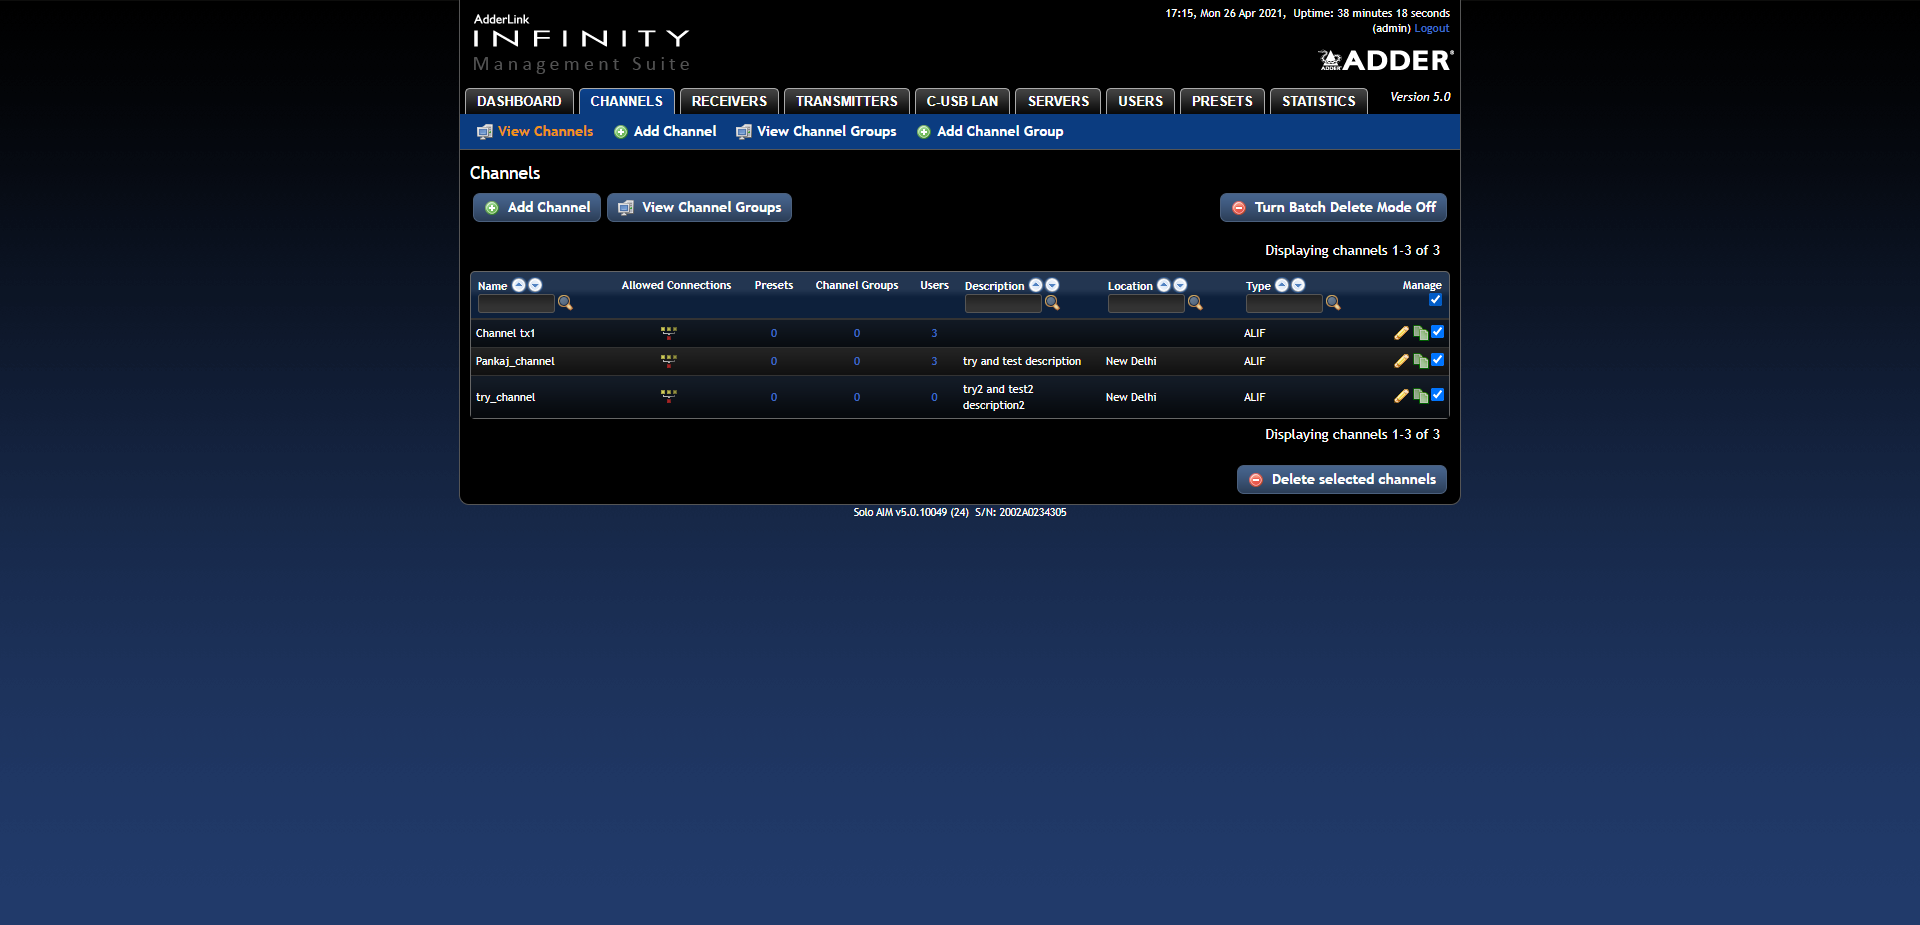 AdderLink
INFINITY
Management Suite
17:15, Mon 26 Apr 2021, Uptime: 38 minutes 18 seconds
(admin) Logout
ADDER
ADDER®
DASHBOARD CHANNELS RECEIVERS TRANSMITTERS C-USB LAN SERVERS USERS PRESETS STATISTICS Version 5.0
View Channels Add Channel View Channel Groups Add Channel Group
Channels
Add Channel View Channel Groups Turn Batch Delete Mode Off
Displaying channels 1-3 of 3
Name Allowed Connections Presets Channel Groups Users Description Location Type Manage
Channel tx1 0 0 3 ALIF
Pankaj_channel 0 0 3 try and test description New Delhi ALIF
try_channel 0 0 0 try2 and test2 description2 New Delhi ALIF
Displaying channels 1-3 of 3
Delete selected channels
Solo AIM v5.0.10049 (24) S/N: 2002A0234305